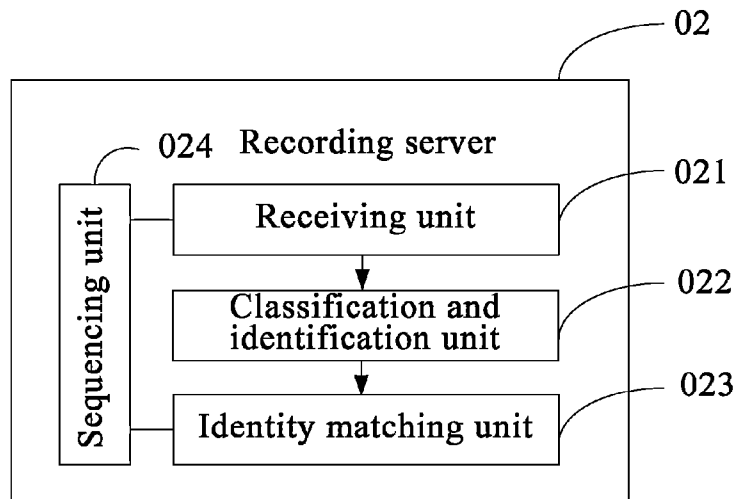 02
024
Recording server
021
Receiving unit
022
Classification and
identification unit
023
Identity matching unit
Sequencing unit